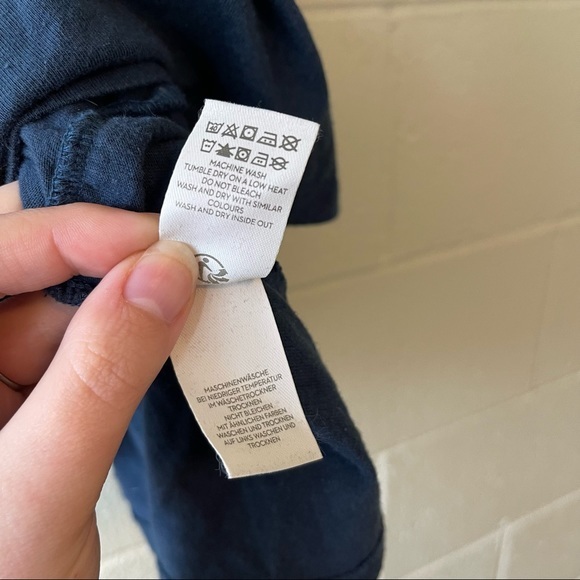 MACHINE WASH
TUMBLE DRY ON A LOW HEAT
DO NOT BLEACH
WASH AND DRY WITH SIMILAR
COLOURS
WASH AND DRY INSIDE OUT
MASCHINENWÄSCHE
BEI NIEDRIGER TEMPERATUR
IM WÄSCHETROCKNER
TROCKNEN
NICHT BLEICHEN
MIT ÄHNLICHEN FARBEN
WASCHEN UND TROCKNEN
AUF LINKS WASCHEN UND
TROCKNEN